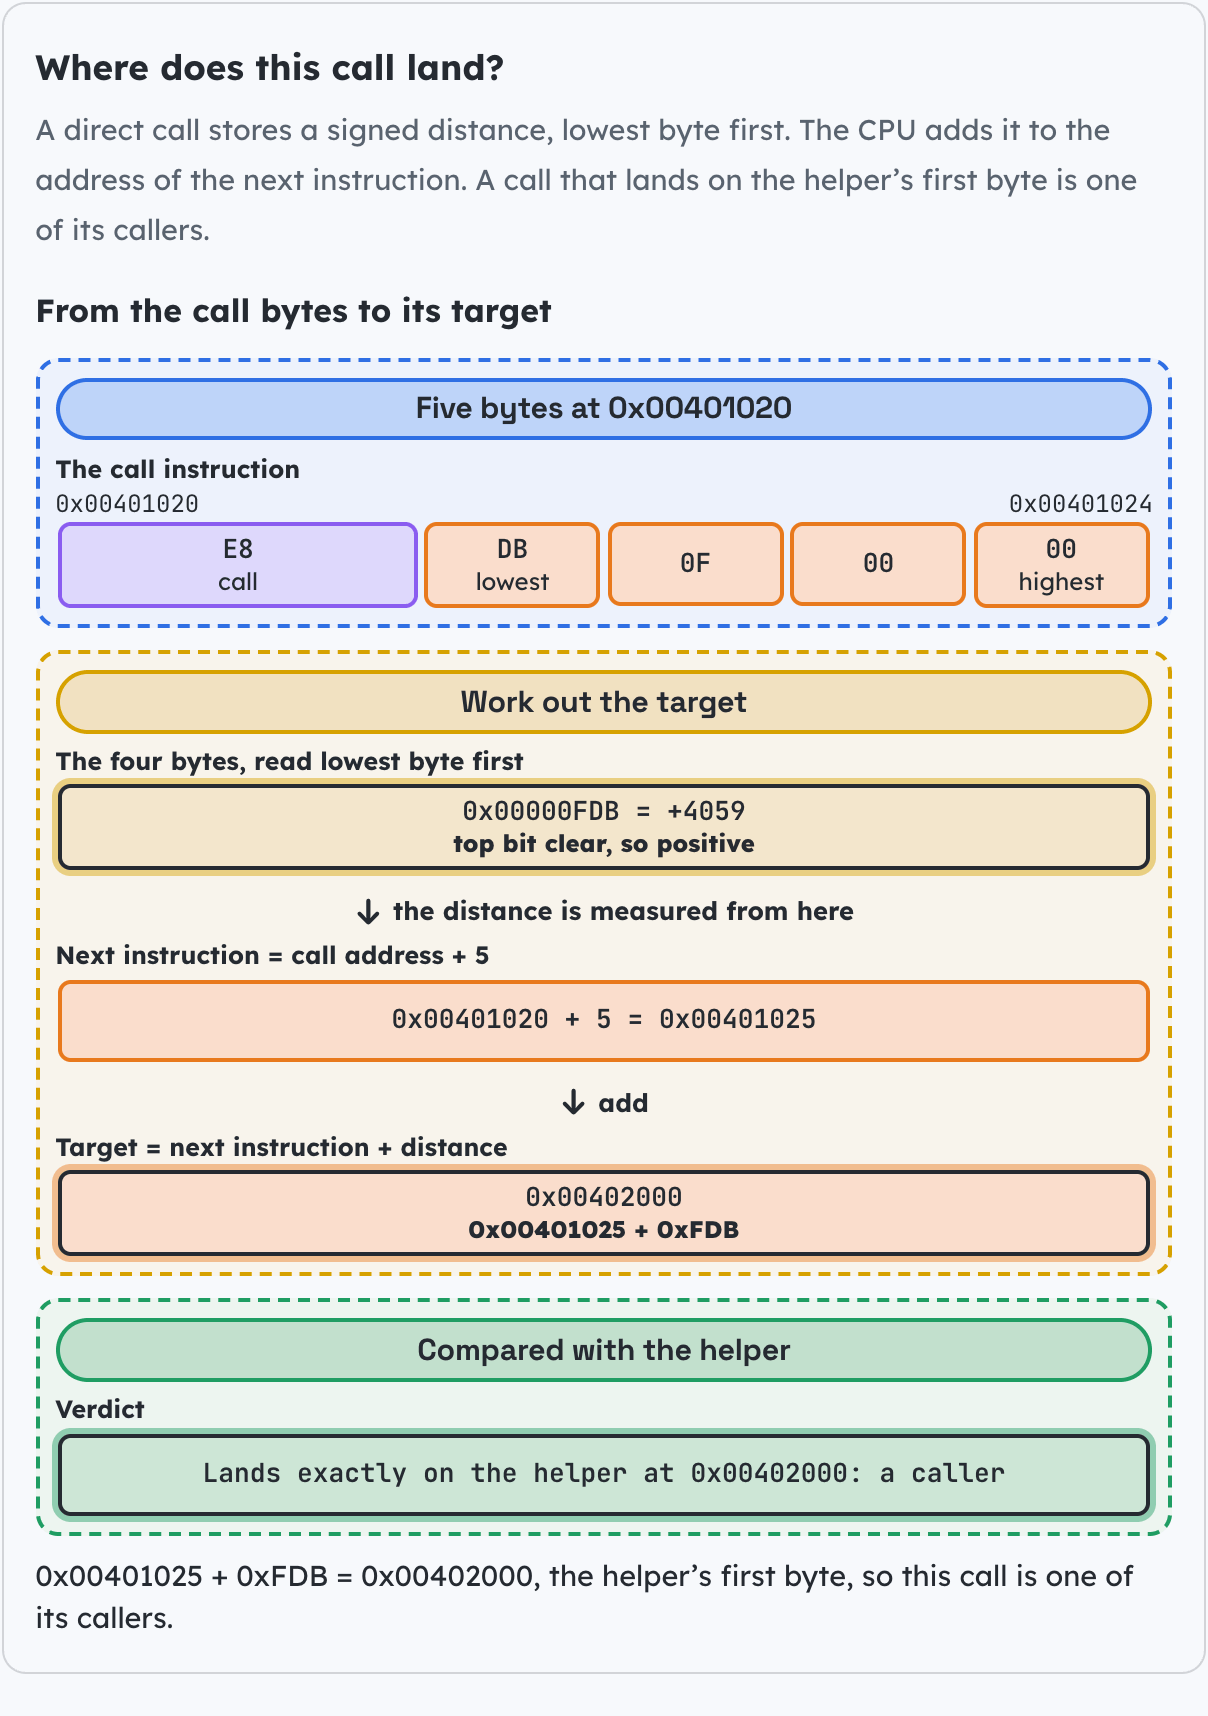 Where does this call land?
A direct call stores a signed distance, lowest byte first. The CPU adds it to the
address of the next instruction. A call that lands on the helper’s first byte is one
of its callers.
From the call bytes to its target
Five bytes at 0x00401020
The call instruction
0x00401020 0x00401024
E8 DB 0F 00 00
call lowest highest
Work out the target
The four bytes, read lowest byte first
0x00000FDB = +4059
top bit clear, so positive
↓ the distance is measured from here
Next instruction = call address + 5
0x00401020 + 5 = 0x00401025
↓ add
Target = next instruction + distance
0x00402000
0x00401025 + 0xFDB
Compared with the helper
Verdict
Lands exactly on the helper at 0x00402000: a caller
0x00401025 + 0xFDB = 0x00402000, the helper’s first byte, so this call is one of
its callers.